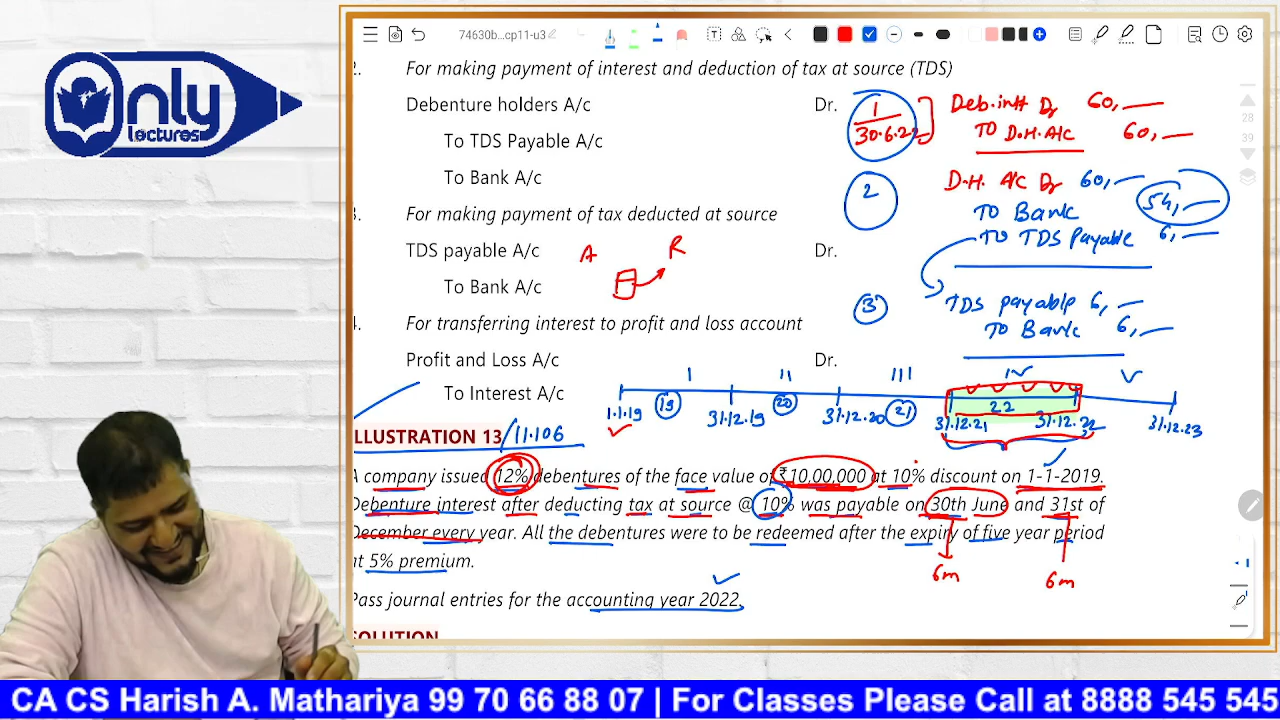 Only
Lectures
74630b...cp11-u3
2. For making payment of interest and deduction of tax at source (TDS)
Debenture holders A/c Dr.
To TDS Payable A/c
To Bank A/c
3. For making payment of tax deducted at source
TDS payable A/c Dr.
To Bank A/c
4. For transferring interest to profit and loss account
Profit and Loss A/c Dr.
To Interest A/c
A R
1
30.6.22
Deb.intt Dr 60,
To D.H.A/c 60,
2
D.H. A/c Dr 60,
To Bank 54,
To TDS Payable 6,
3
TDS payable 6,
To Bank 6,
I II III IV V
19 20 21 22
1.1.19 31.12.19 31.12.20 31.12.21 31.12.22 31.12.23
ILLUSTRATION 13 /11.106
A company issued 12% debentures of the face value of ₹ 10,00,000 at 10% discount on 1-1-2019.
Debenture interest after deducting tax at source @ 10% was payable on 30th June and 31st of
December every year. All the debentures were to be redeemed after the expiry of five year period
at 5% premium.
6m 6m
Pass journal entries for the accounting year 2022.
SOLUTION
28
39
CA CS Harish A. Mathariya 99 70 66 88 07 | For Classes Please Call at 8888 545 545